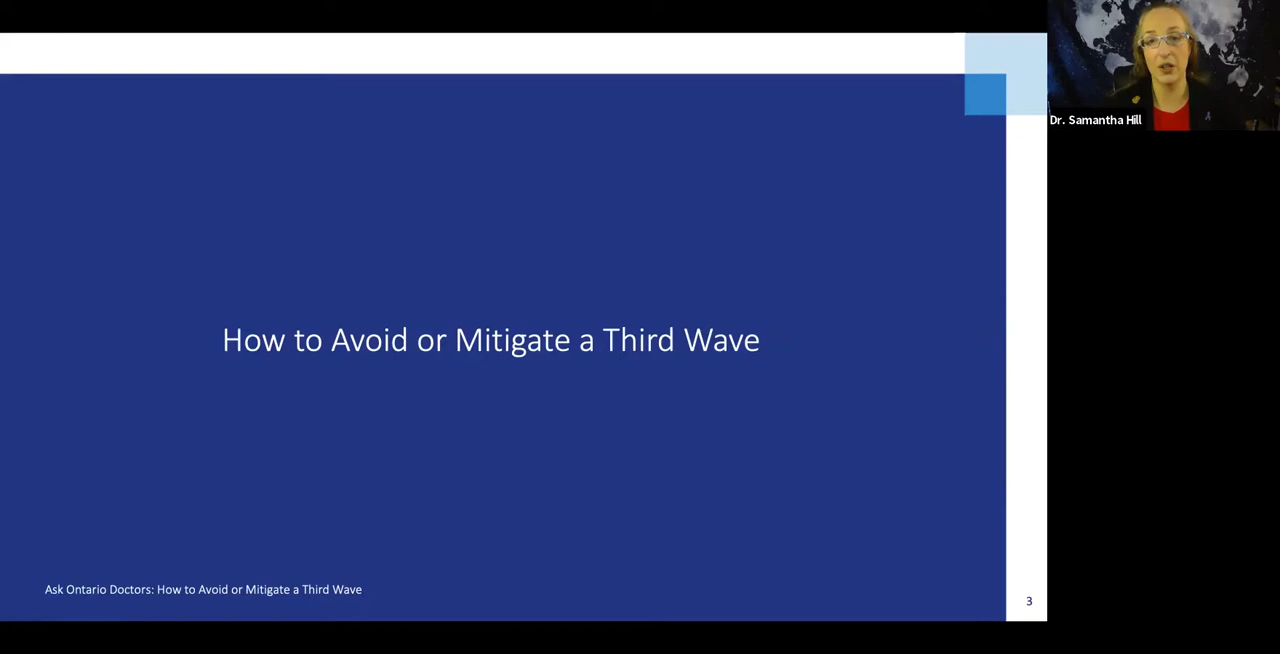 Dr. Samantha Hill
How to Avoid or Mitigate a Third Wave
Ask Ontario Doctors: How to Avoid or Mitigate a Third Wave
3